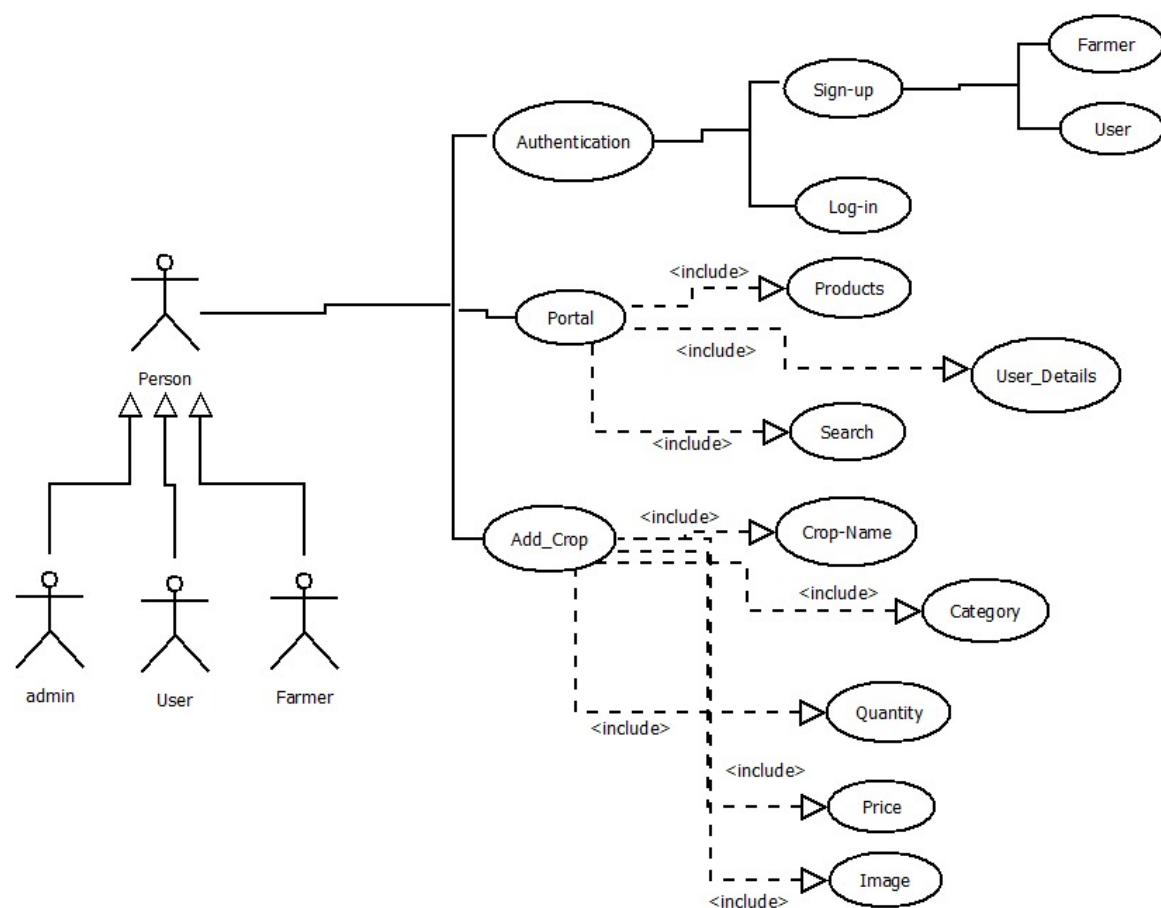 Farmer
Sign-up
User
Authentication
Log-in
<include>
Products
Portal
<include>
User_Details
Person
Search
<include>
<include>
Crop-Name
Add_Crop
<include>
Category
admin
User
Farmer
Quantity
<include>
<include>
Price
Image
<include>